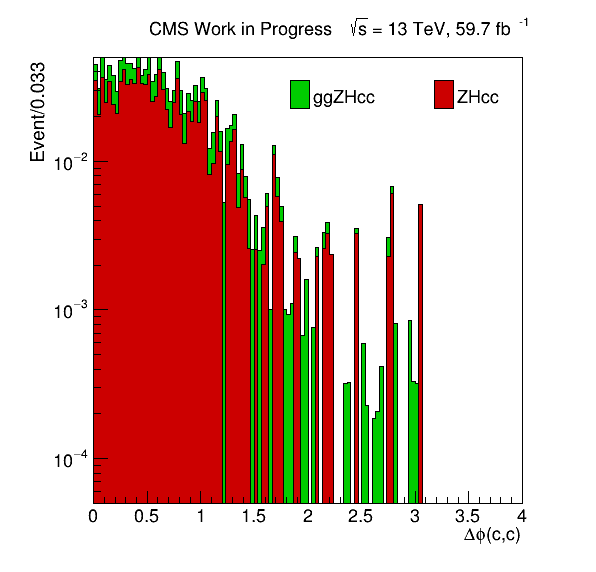 CMS Work in Progress √s = 13 TeV, 59.7 fb⁻¹
Event/0.033
ggZHcc ZHcc
10⁻²
10⁻³
10⁻⁴
0 0.5 1 1.5 2 2.5 3 3.5 4
Δϕ(c,c)